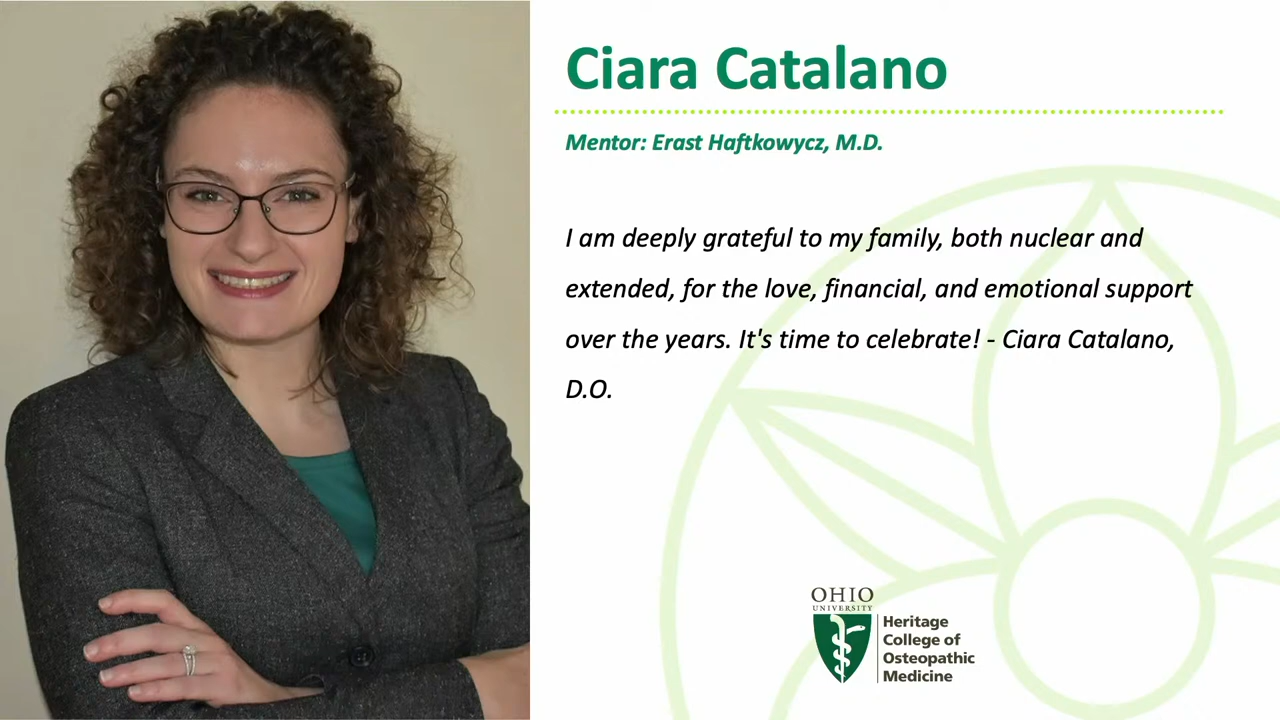 Ciara Catalano
Mentor: Erast Haftkowycz, M.D.
I am deeply grateful to my family, both nuclear and
extended, for the love, financial, and emotional support
over the years. It's time to celebrate! - Ciara Catalano,
D.O.
OHIO
UNIVERSITY
Heritage
College of
Osteopathic
Medicine